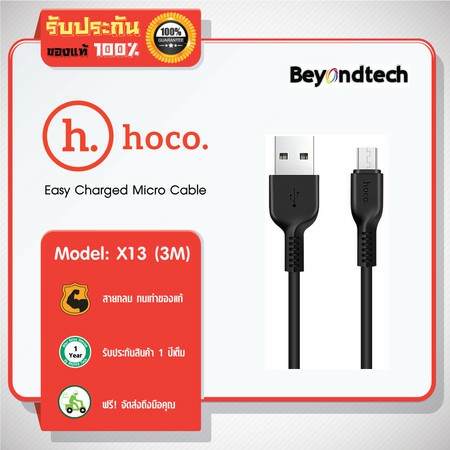 รับประกัน
ของแท้ 100%
100%
GUARANTEE
Beyondtech
h. hoco.
Easy Charged Micro Cable
hoco.
Model: X13 (3M)
สายกลม ทนเท่าของแท้
1
Year
รับประกันสินค้า 1 ปีเต็ม
ฟรี! จัดส่งถึงมือคุณ